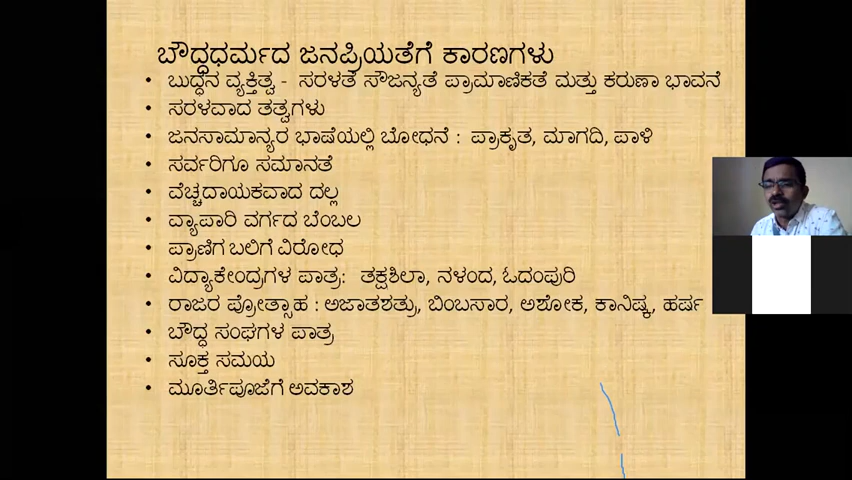 ಬೌದ್ಧಧರ್ಮದ ಜನಪ್ರಿಯತೆಗೆ ಕಾರಣಗಳು
• ಬುದ್ಧನ ವ್ಯಕ್ತಿತ್ವ - ಸರಳತೆ ಸೌಜನ್ಯತೆ ಪ್ರಾಮಾಣಿಕತೆ ಮತ್ತು ಕರುಣಾ ಭಾವನೆ
• ಸರಳವಾದ ತತ್ವಗಳು
• ಜನಸಾಮಾನ್ಯರ ಭಾಷೆಯಲ್ಲಿ ಬೋಧನೆ : ಪ್ರಾಕೃತ, ಮಾಗದಿ, ಪಾಳಿ
• ಸರ್ವರಿಗೂ ಸಮಾನತೆ
• ವೆಚ್ಚದಾಯಕವಾದ ದಲ್ಲ
• ವ್ಯಾಪಾರಿ ವರ್ಗದ ಬೆಂಬಲ
• ಪ್ರಾಣಿಗ ಬಲಿಗೆ ವಿರೋಧ
• ವಿದ್ಯಾಕೇಂದ್ರಗಳ ಪಾತ್ರ: ತಕ್ಷಶಿಲಾ, ನಳಂದ, ಓದಂಪುರಿ
• ರಾಜರ ಪ್ರೋತ್ಸಾಹ : ಅಜಾತಶತ್ರು, ಬಿಂಬಸಾರ, ಅಶೋಕ, ಕಾನಿಷ್ಕ, ಹರ್ಷ
• ಬೌದ್ಧ ಸಂಘಗಳ ಪಾತ್ರ
• ಸೂಕ್ತ ಸಮಯ
• ಮೂರ್ತಿಪೂಜೆಗೆ ಅವಕಾಶ